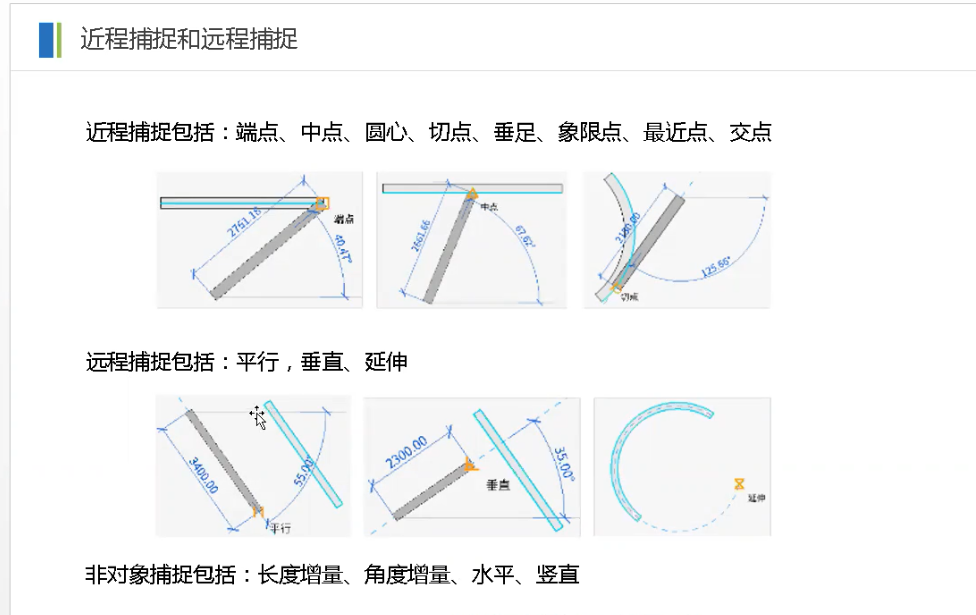 近程捕捉和远程捕捉
近程捕捉包括：端点、中点、圆心、切点、垂足、象限点、最近点、交点
2761.18
端点
40.47°
2661.66
中点
67.62°
2180.00
切点
125.66°
远程捕捉包括：平行，垂直、延伸
3400.00
55.00°
平行
2300.00
垂直
35.00°
延伸
非对象捕捉包括：长度增量、角度增量、水平、竖直